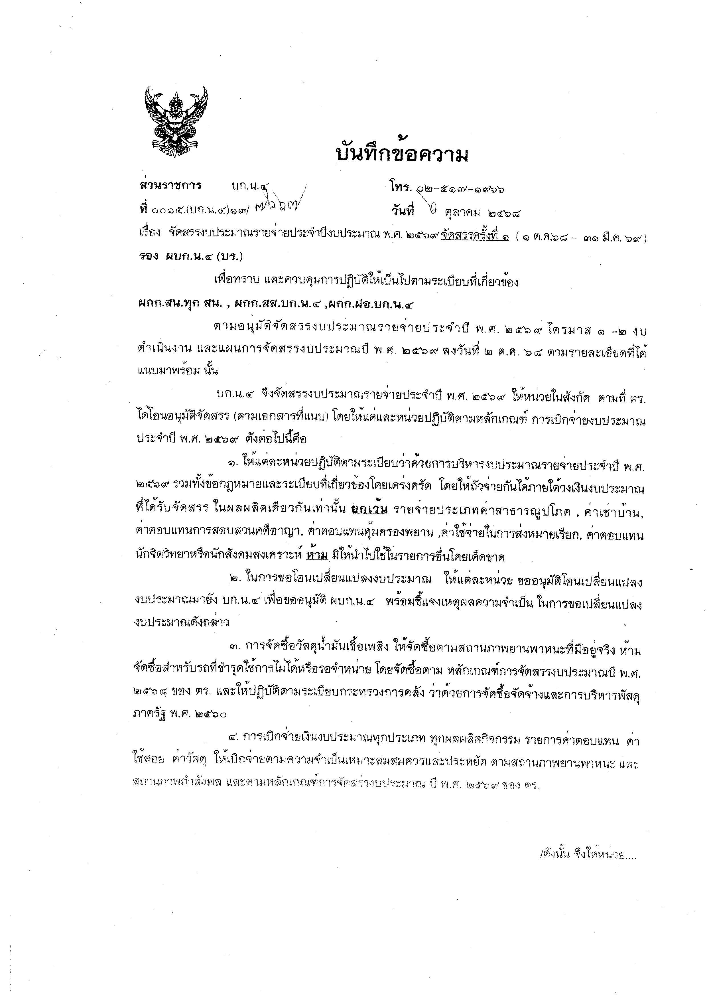 บันทึกข้อความ
ส่วนราชการ บก.น.๔ โทร. ๐๒-๕๑๗-๑๙๖๖
ที่ ๐๐๑๕.(บก.น.๔)๑๓/ วันที่ ๖ ตุลาคม ๒๕๖๘
เรื่อง จัดสรรงบประมาณรายจ่ายประจำปีงบประมาณ พ.ศ. ๒๕๖๙ จัดสรรครั้งที่ ๑ ( ๑ ต.ค.๖๘ - ๓๑ มี.ค. ๖๙ )
รอง ผบก.น.๔ (บร.)
เพื่อทราบ และควบคุมการปฏิบัติให้เป็นไปตามระเบียบที่เกี่ยวข้อง
ผกก.สน.ทุก สน. , ผกก.สส.บก.น.๔ ,ผกก.ฝอ.บก.น.๔
ตามอนุมัติจัดสรรงบประมาณรายจ่ายประจำปี พ.ศ. ๒๕๖๙ ไตรมาส ๑ -๒ งบ
ดำเนินงาน และแผนการจัดสรรงบประมาณปี พ.ศ. ๒๕๖๙ ลงวันที่ ๒ ต.ค. ๖๘ ตามรายละเอียดที่ได้
แนบมาพร้อม นั้น
บก.น.๔ จึงจัดสรรงบประมาณรายจ่ายประจำปี พ.ศ. ๒๕๖๙ ให้หน่วยในสังกัด ตามที่ ตร.
ได้โอนอนุมัติจัดสรร (ตามเอกสารที่แนบ) โดยให้แต่และหน่วยปฏิบัติตามหลักเกณฑ์ การเบิกจ่ายงบประมาณ
ประจำปี พ.ศ. ๒๕๖๙ ดังต่อไปนี้คือ
๑. ให้แต่ละหน่วยปฏิบัติตามระเบียบว่าด้วยการบริหารงบประมาณรายจ่ายประจำปี พ.ศ.
๒๕๖๙ รวมทั้งข้อกฎหมายและระเบียบที่เกี่ยวข้องโดยเคร่งครัด โดยให้ถัวจ่ายกันได้ภายใต้วงเงินงบประมาณ
ที่ได้รับจัดสรร ในผลผลิตเดียวกันเท่านั้น ยกเว้น รายจ่ายประเภทค่าสาธารณูปโภค , ค่าเช่าบ้าน,
ค่าตอบแทนการสอบสวนคดีอาญา, ค่าตอบแทนคุ้มครองพยาน ,ค่าใช้จ่ายในการส่งหมายเรียก, ค่าตอบแทน
นักจิตวิทยาหรือนักสังคมสงเคราะห์ ห้าม มิให้นำไปใช้ในรายการอื่นโดยเด็ดขาด
๒. ในการขอโอนเปลี่ยนแปลงงบประมาณ ให้แต่ละหน่วย ขออนุมัติโอนเปลี่ยนแปลง
งบประมาณมายัง บก.น.๔ เพื่อขออนุมัติ ผบก.น.๔ พร้อมชี้แจงเหตุผลความจำเป็น ในการขอเปลี่ยนแปลง
งบประมาณดังกล่าว
๓. การจัดซื้อวัสดุน้ำมันเชื้อเพลิง ให้จัดซื้อตามสถานภาพยานพาหนะที่มีอยู่จริง ห้าม
จัดซื้อสำหรับรถที่ชำรุดใช้การไม่ได้หรือรอจำหน่าย โดยจัดซื้อตาม หลักเกณฑ์การจัดสรรงบประมาณปี พ.ศ.
๒๕๖๘ ของ ตร. และให้ปฏิบัติตามระเบียบกระทรวงการคลัง ว่าด้วยการจัดซื้อจัดจ้างและการบริหารพัสดุ
ภาครัฐ พ.ศ. ๒๕๖๐
๔. การเบิกจ่ายเงินงบประมาณทุกประเภท ทุกผลผลิตกิจกรรม รายการค่าตอบแทน ค่า
ใช้สอย ค่าวัสดุ ให้เบิกจ่ายตามความจำเป็นเหมาะสมสมควรและประหยัด ตามสถานภาพยานพาหนะ และ
สถานภาพกำลังพล และตามหลักเกณฑ์การจัดสรรงบประมาณ ปี พ.ศ. ๒๕๖๙ ของ ตร.
/ดังนั้น จึงให้หน่วย....